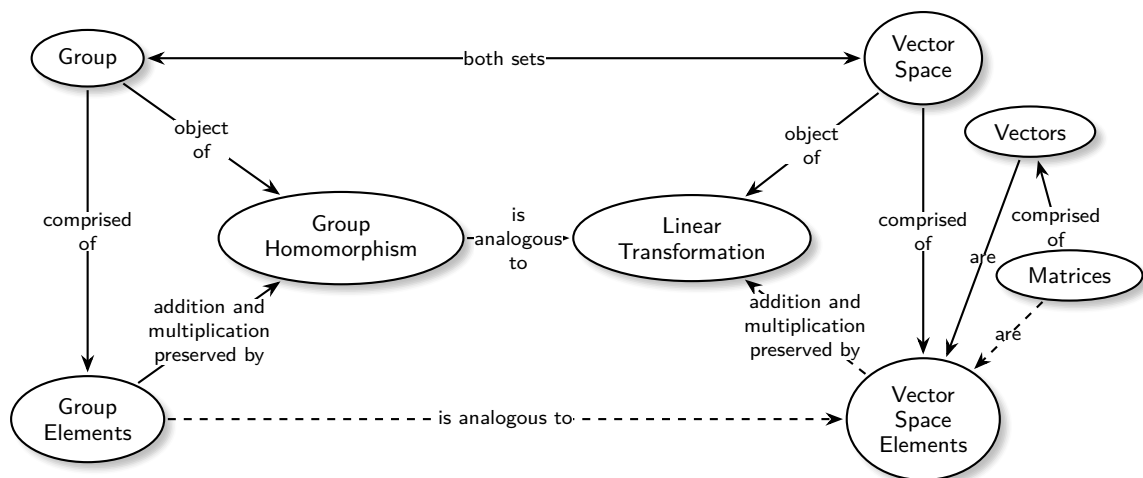 Group
both sets
Vector
Space
object
of
object
of
Vectors
comprised
of
Group
Homomorphism
is
analogous
to
Linear
Transformation
comprised
of
comprised
of
are
Matrices
addition and
multiplication
preserved by
addition and
multiplication
preserved by
are
Group
Elements
is analogous to
Vector
Space
Elements